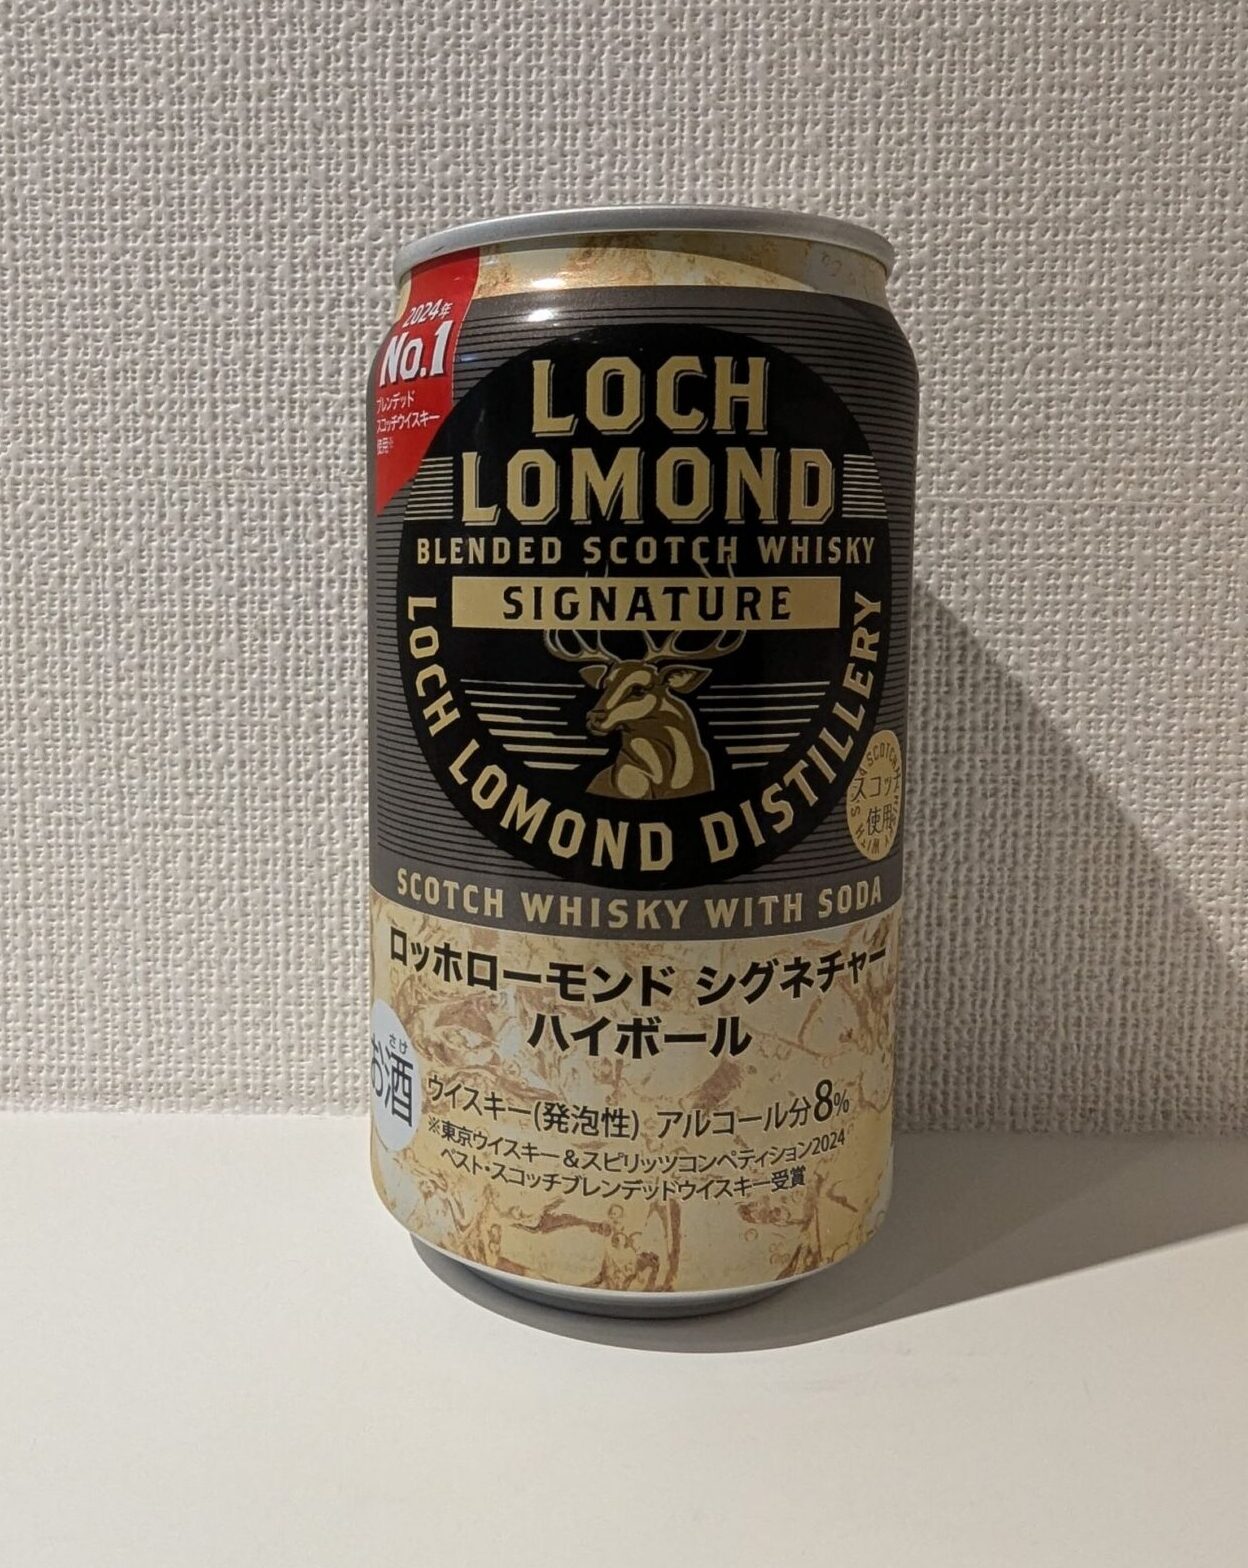 2024年
No.1
ブレンデッド
スコッチウイスキー
使用※
LOCH
LOMOND
BLENDED SCOTCH WHISKY
SIGNATURE
LOCH LOMOND DISTILLERY
SCOTCH
スコッチ
使用
SCOTCH WHISKY WITH SODA
ロッホローモンド シグネチャー
ハイボール
さけ
お酒
ウイスキー(発泡性) アルコール分8%
※東京ウイスキー&スピリッツコンペティション2024
ベスト・スコッチブレンデッドウイスキー受賞